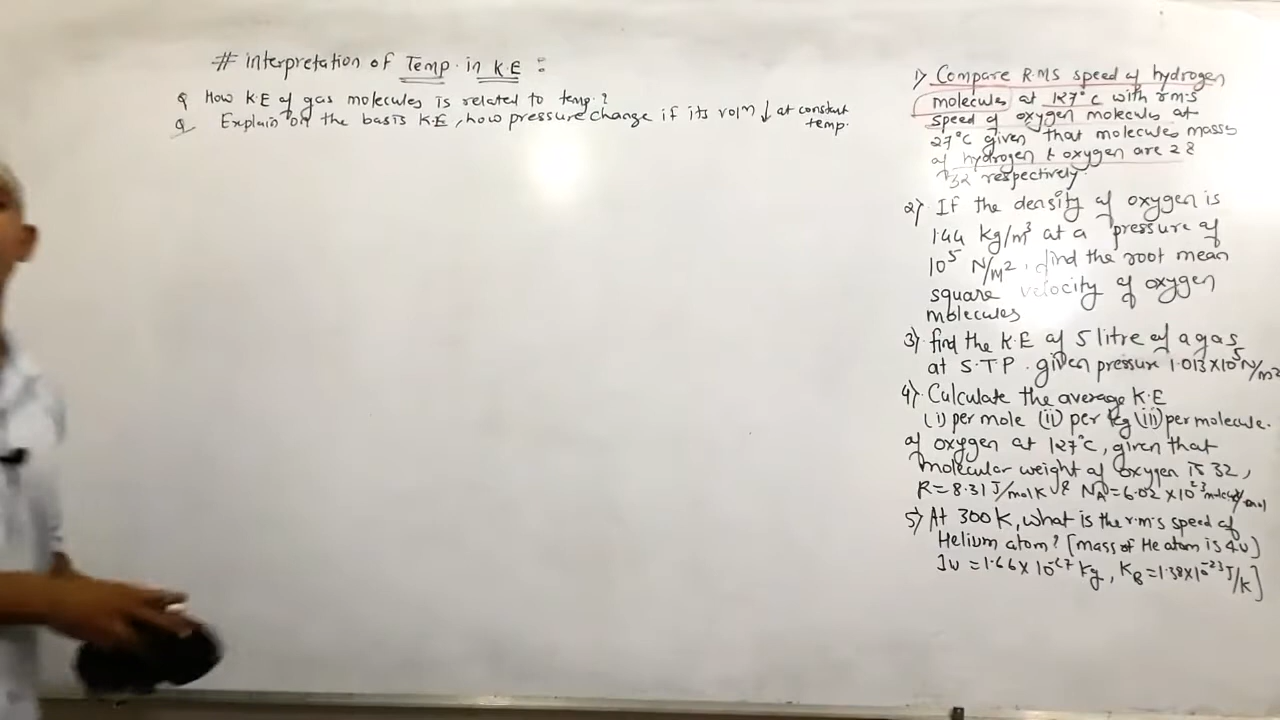 # interpretation of Temp. in K.E :
Q How K.E of gas molecules is related to temp.?
Q Explain on the basis K.E, how pressure change if its volm ↓ at constant temp.
1) Compare R.M.S speed of hydrogen
molecules at 127°C with r.m.s
speed of oxygen molecules at
27°C given that molecules masses
of hydrogen & oxygen are 2 &
32 respectively.
2) If the density of oxygen is
1.44 kg/m³ at a pressure of
10⁵ N/m², find the root mean
square velocity of oxygen
molecules
3) find the K.E of 5 litre of a gas
at S.T.P. given pressure 1.013×10⁵ N/m²
4) Calculate the average K.E
(i) per mole (ii) per kg (iii) per molecule.
of oxygen at 127°C, given that
molecular weight of oxygen is 32,
R=8.31 J/mol K & N_A=6.02×10²³
5) At 300K, what is the r.m.s speed of
Helium atom? [mass of He atom is 4u]
1u=1.66×10⁻²⁷ Kg, K_B=1.38×10⁻²³ J/K]